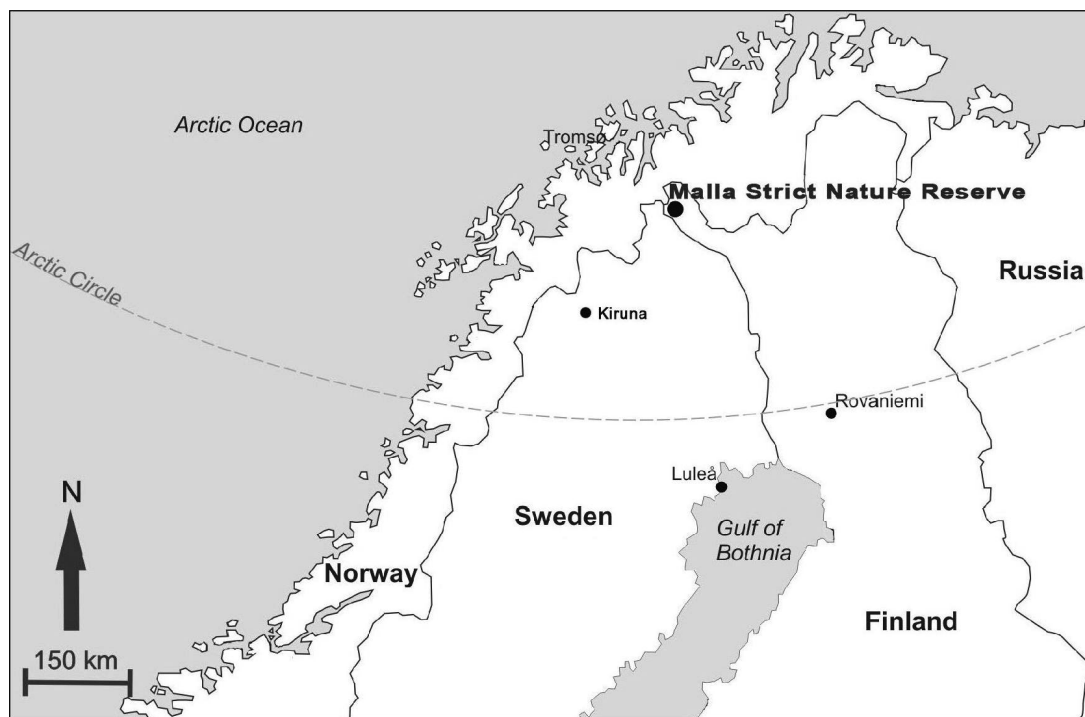 Arctic Ocean
Tromsø
Malla Strict Nature Reserve
Arctic Circle
Russia
Kiruna
Rovaniemi
Luleå
Sweden
Gulf of
Bothnia
N
Norway
Finland
150 km